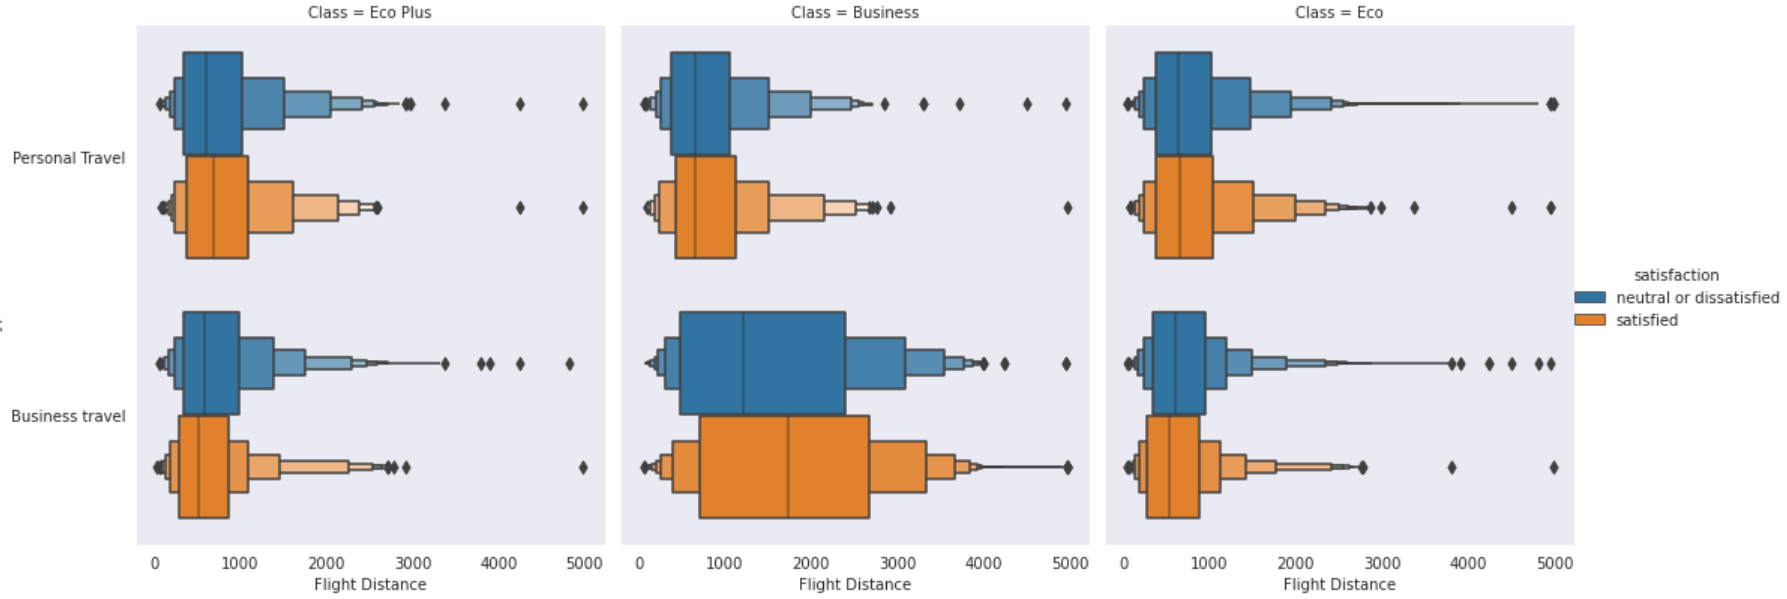 Class = Eco Plus
Class = Business
Class = Eco
Personal Travel
Business travel
satisfaction
neutral or dissatisfied
satisfied
0 1000 2000 3000 4000 5000
0 1000 2000 3000 4000 5000
0 1000 2000 3000 4000 5000
Flight Distance
Flight Distance
Flight Distance